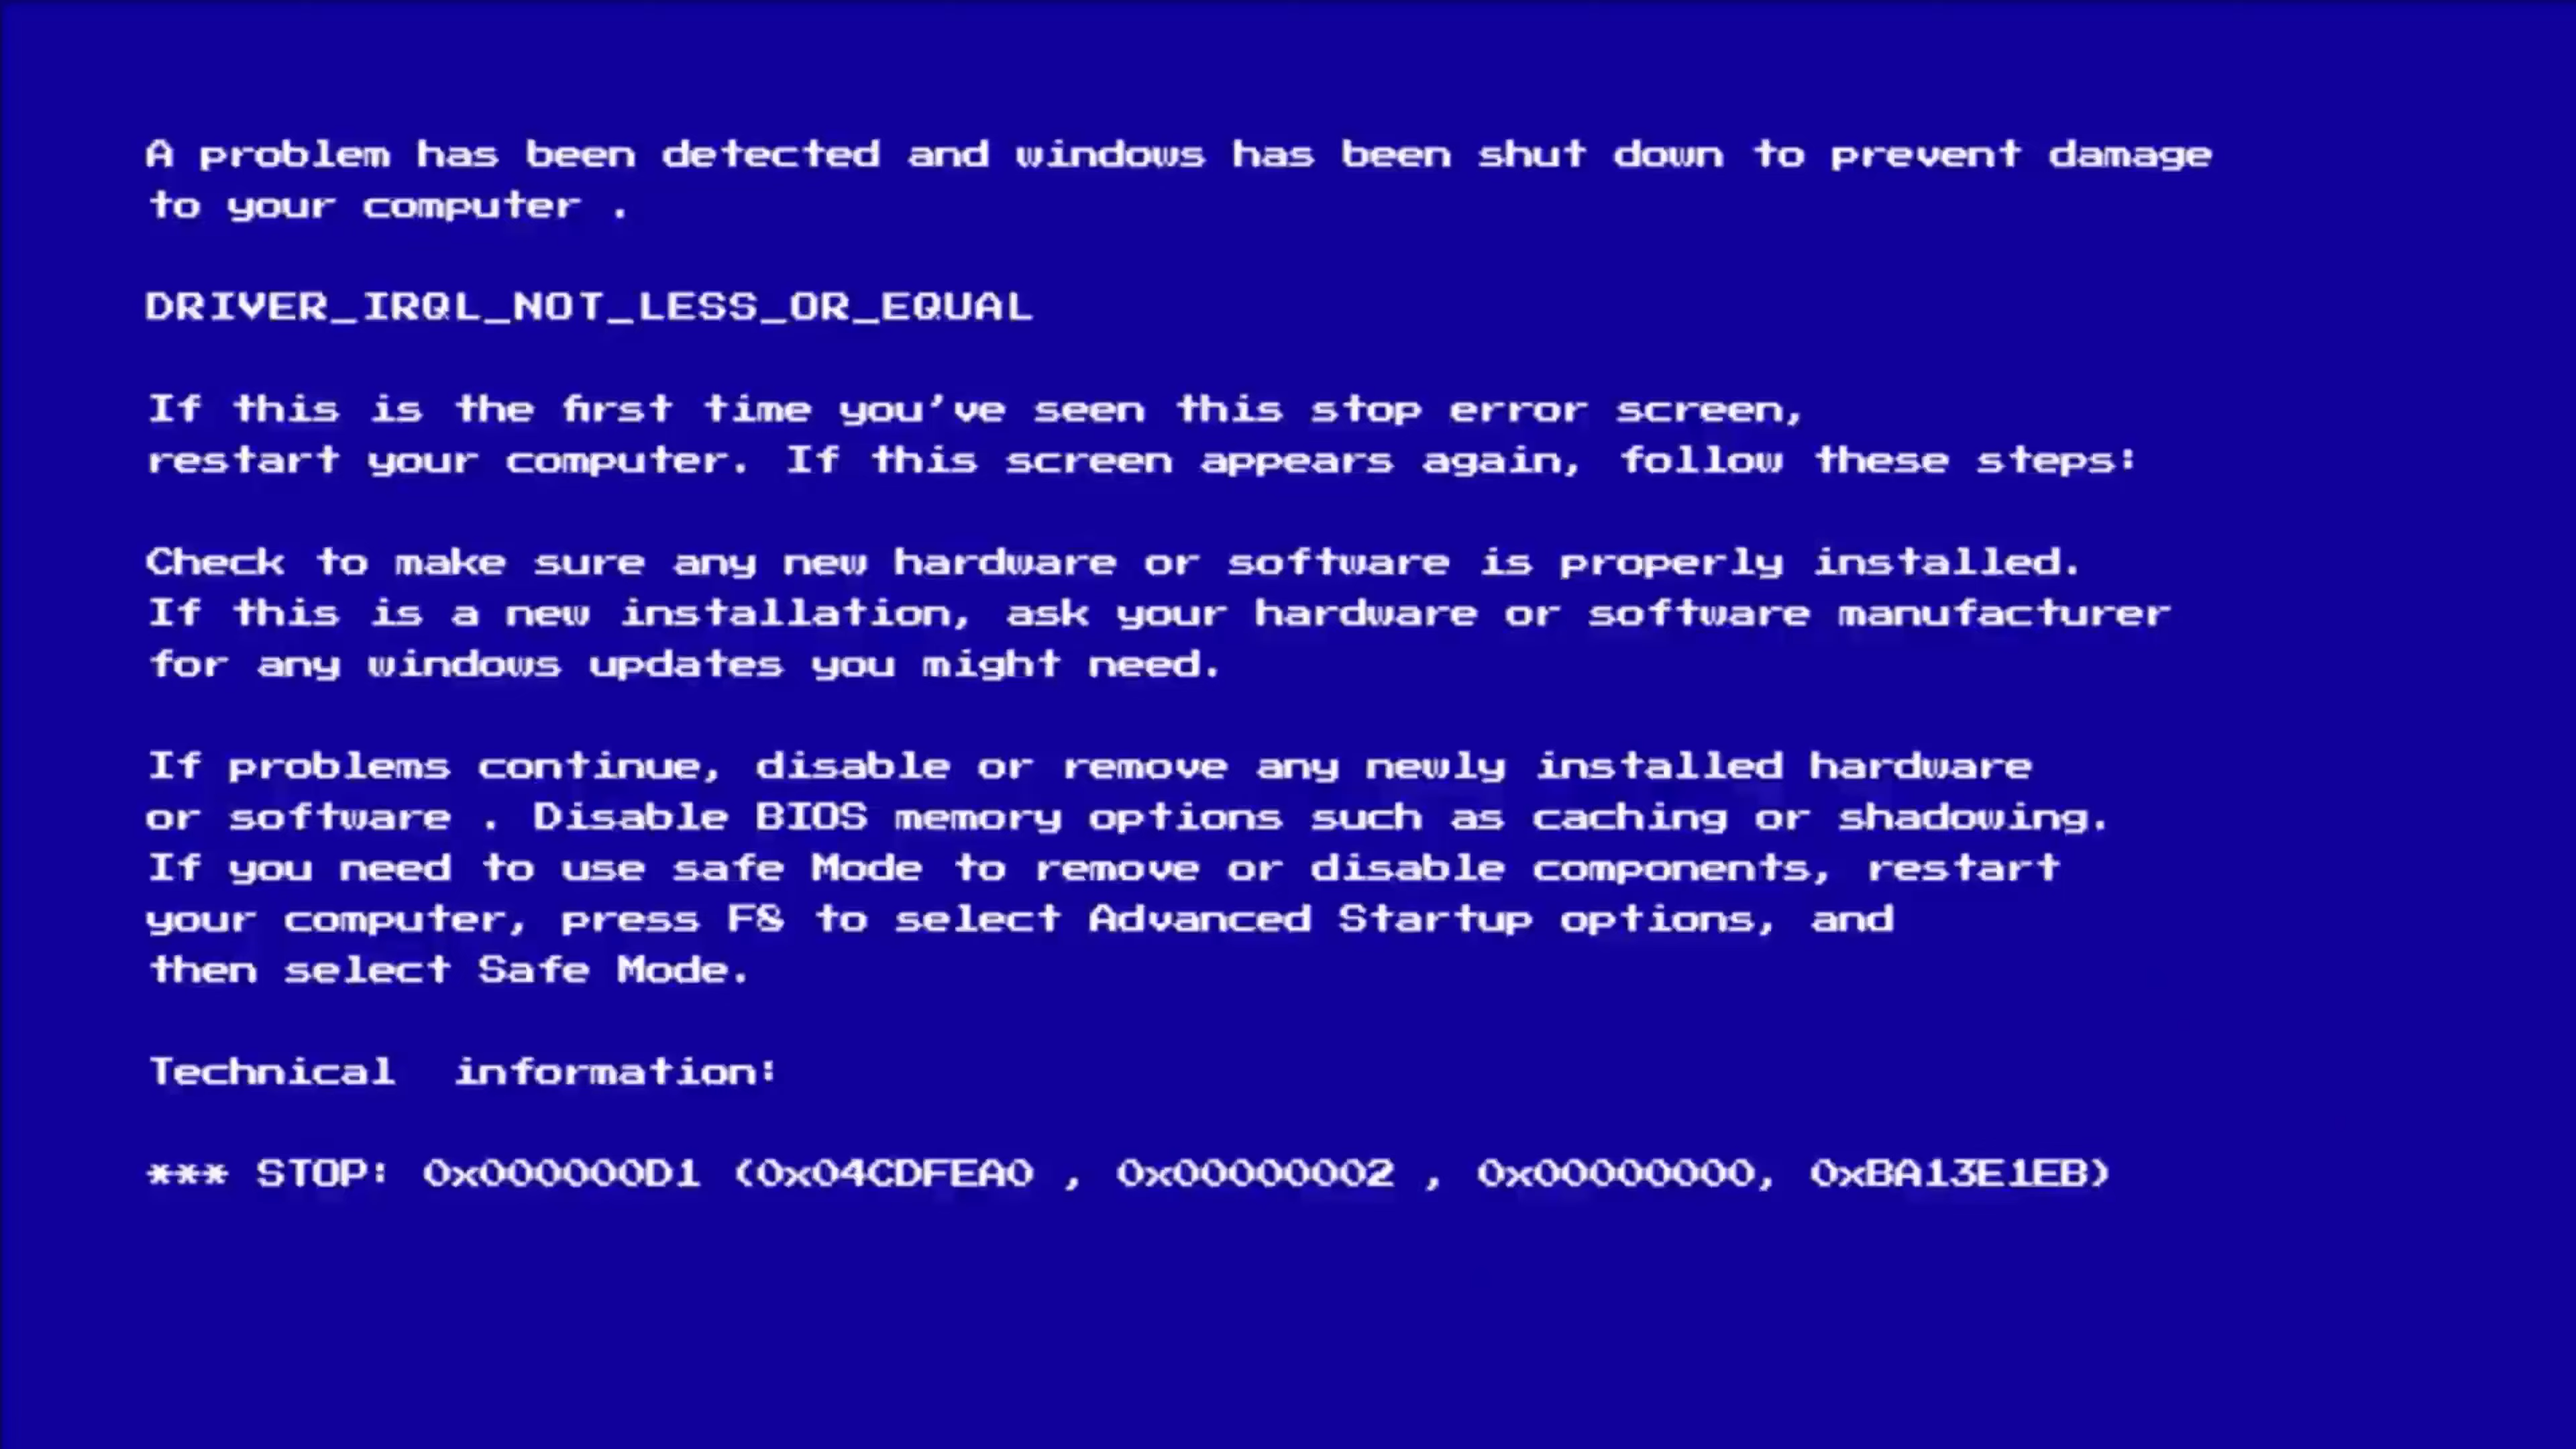 A problem has been detected and windows has been shut down to prevent damage
to your computer .
DRIVER_IRQL_NOT_LESS_OR_EQUAL
If this is the first time you've seen this stop error screen,
restart your computer. If this screen appears again, follow these steps:
Check to make sure any new hardware or software is properly installed.
If this is a new installation, ask your hardware or software manufacturer
for any windows updates you might need.
If problems continue, disable or remove any newly installed hardware
or software . Disable BIOS memory options such as caching or shadowing.
If you need to use safe Mode to remove or disable components, restart
your computer, press F& to select Advanced Startup options, and
then select Safe Mode.
Technical  information:
*** STOP: 0x000000D1 (0x04CDFEA0 , 0x00000002 , 0x00000000, 0xBA13E1EB)